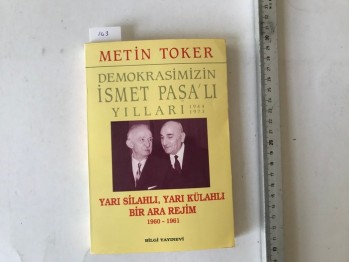 163
METİN TOKER
DEMOKRASİMİZİN
İSMET PAŞA'LI
YILLARI 1944
1973
YARI SİLAHLI, YARI KÜLAHLI
BİR ARA REJİM
1960 - 1961
BİLGİ YAYINEVİ